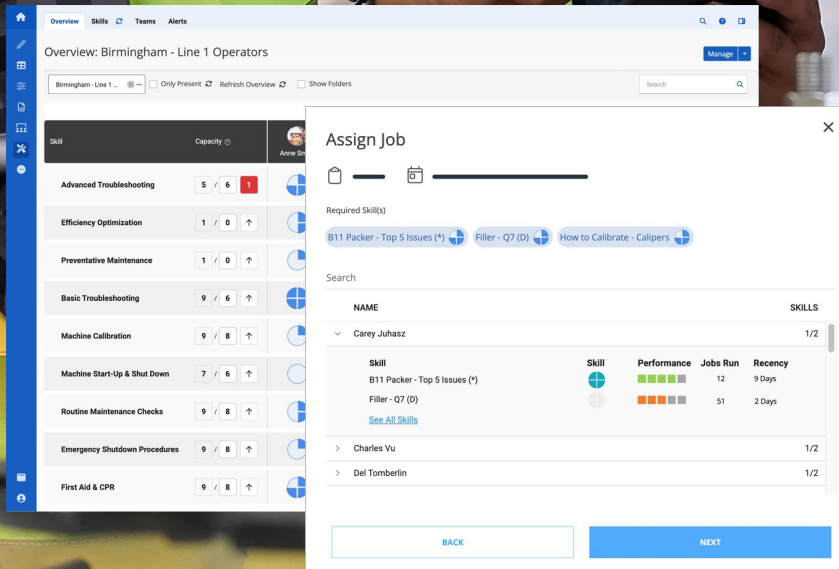 Overview Skills Teams Alerts
Overview: Birmingham - Line 1 Operators
Manage
Birmingham - Line 1 ... Only Present Refresh Overview Show Folders Search
Skill Capacity Anne Sm
Advanced Troubleshooting 5 / 6 1
Efficiency Optimization 1 / 0
Preventative Maintenance 1 / 0
Basic Troubleshooting 9 / 6
Machine Calibration 9 / 8
Machine Start-Up & Shut Down 7 / 6
Routine Maintenance Checks 9 / 8
Emergency Shutdown Procedures 9 / 8
First Aid & CPR 9 / 8
Assign Job
Required Skill(s)
B11 Packer - Top 5 Issues (*) Filler - Q7 (D) How to Calibrate - Calipers
Search
NAME SKILLS
Carey Juhasz 1/2
Skill Skill Performance Jobs Run Recency
B11 Packer - Top 5 Issues (*) 12 9 Days
Filler - Q7 (D) 51 2 Days
See All Skills
Charles Vu 1/2
Del Tomberlin 1/2
BACK NEXT